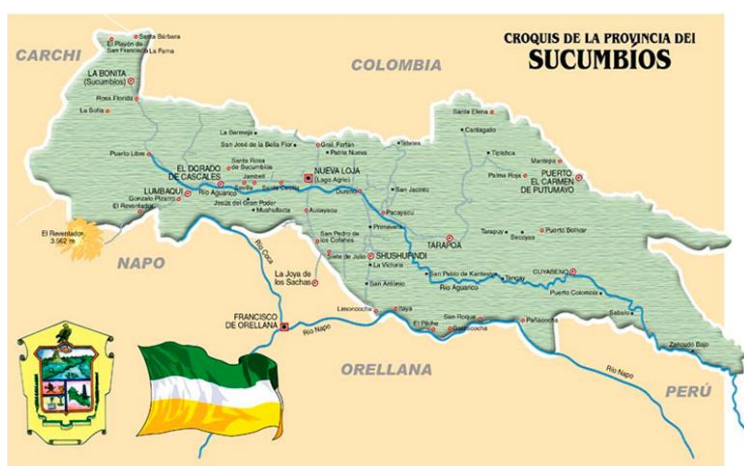 CROQUIS DE LA PROVINCIA DEl
SUCUMBÍOS
CARCHI
COLOMBIA
Santa Bárbara
El Playón de
San Francisco
La Fama
LA BONITA
(Sucumbíos)
Rosa Florida
La Sofía
Santa Elena
Cantagallo
La Bermeja
San José de la Bella Flor
Gral. Farfán
Patria Nueva
Tetetes
Tipishca
Mantepa
Puerto Libre
Santa Rosa
de Sucumbíos
EL DORADO
DE CASCALES
Jambelí
NUEVA LOJA
(Lago Agrio)
Palma Roja
PUERTO
EL CARMEN
DE PUTUMAYO
LUMBAQUI
Sevilla
Santa Cecilia
Dureno
San Jacinto
Gonzalo Pizarro
Río Aguarico
Jesús del Gran Poder
El Reventador
Mushullacta
Pacayacu
El Reventador
3.562 m
Primavera
San Pedro de
los Cofanes
TARAPOA
Tarapuy
Secoyas
Puerto Bolívar
NAPO
Río Coca
Siete de Julio
SHUSHUFINDI
La Victoria
La Joya de
los Sachas
San Antonio
San Pablo de Kantesiya
Río Aguarico
Tangay
CUYABENO
Puerto Colombia
FRANCISCO
DE ORELLANA
Río Napo
Limoncocha
Itaya
El Pilche
San Roque
Pañacocha
Sabalo
Zancudo Bajo
ORELLANA
Río Napo
PERÚ